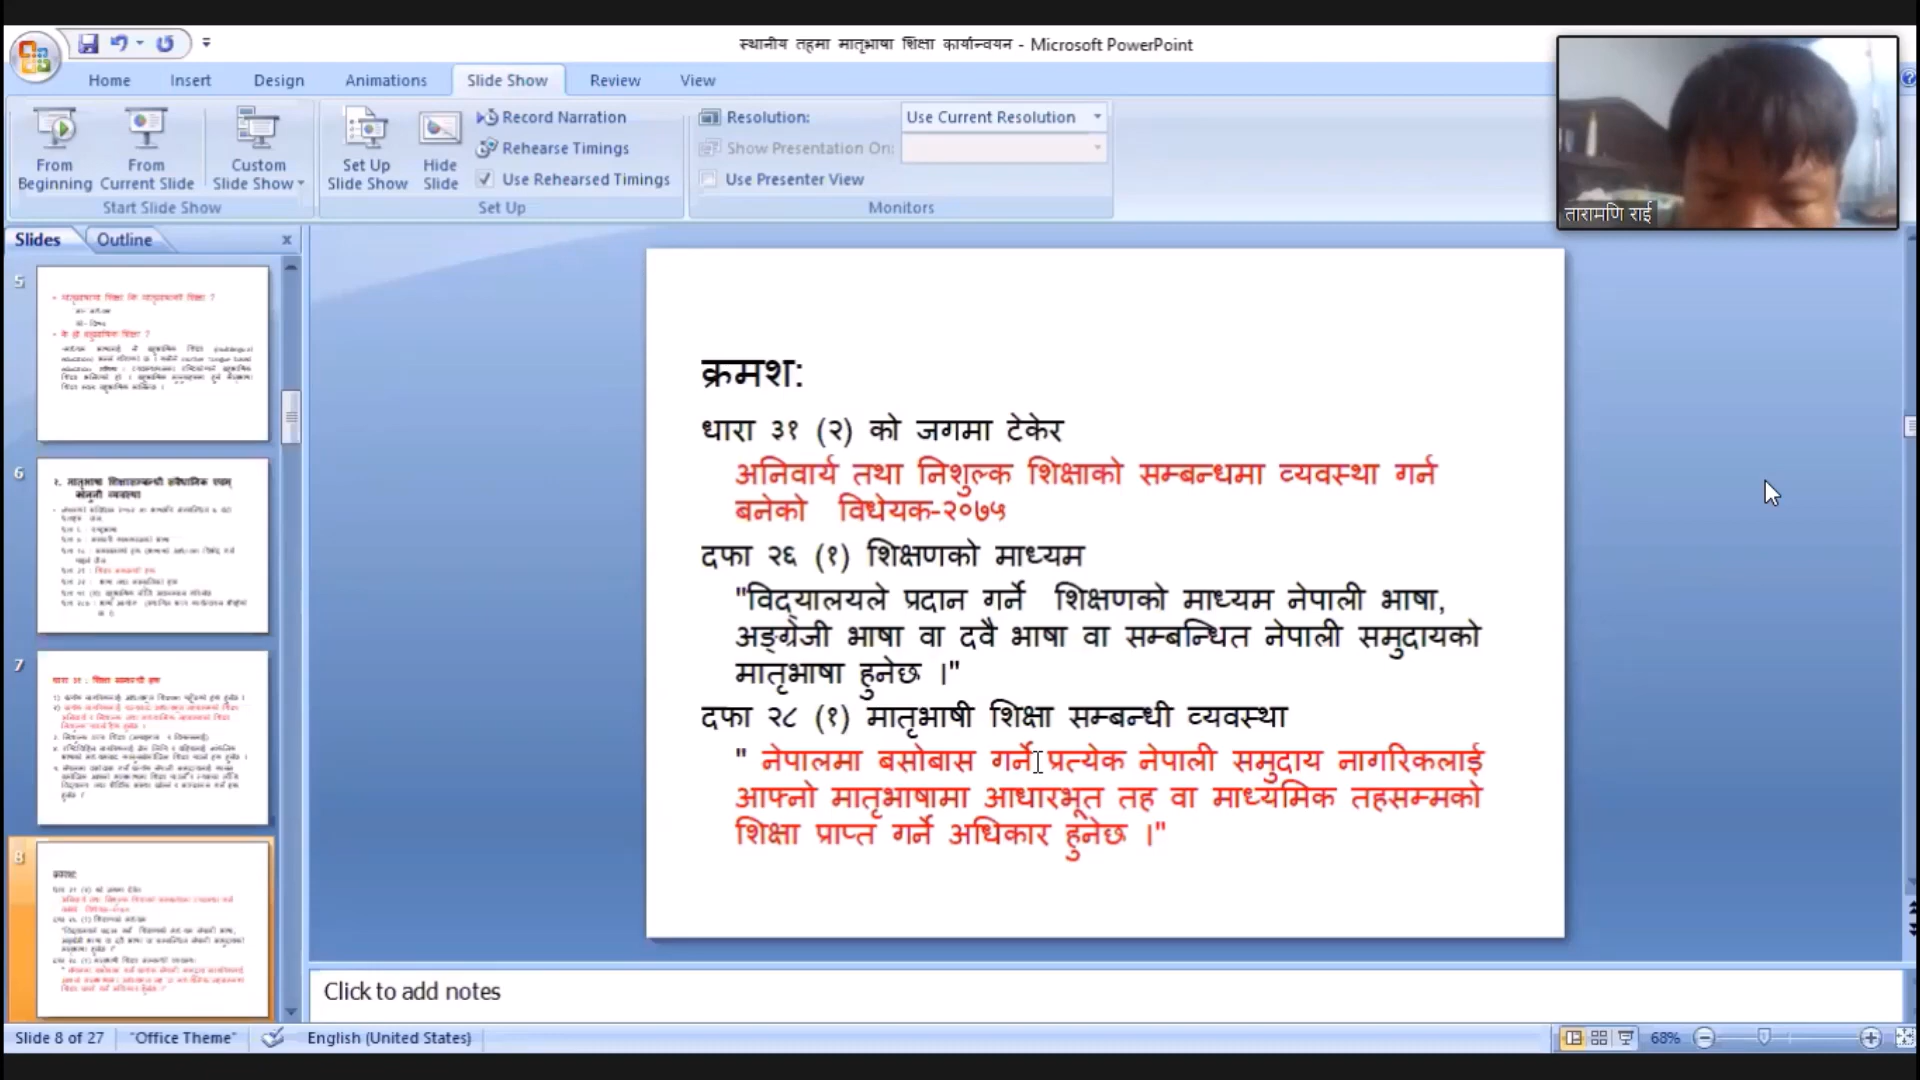 स्थानीय तहमा मातृभाषा शिक्षा कार्यान्वयन - Microsoft PowerPoint
Home Insert Design Animations Slide Show Review View
From Beginning
From Current Slide
Custom Slide Show
Start Slide Show
Set Up Slide Show
Hide Slide
Record Narration
Rehearse Timings
Use Rehearsed Timings
Set Up
Resolution: Use Current Resolution
Show Presentation On:
Use Presenter View
Monitors
तारामणि राई
Slides Outline x
5
6
7
8
क्रमश:
धारा ३१ (२) को जगमा टेकेर
अनिवार्य तथा निशुल्क शिक्षाको सम्बन्धमा व्यवस्था गर्न
बनेको विधेयक-२०७५
दफा २६ (१) शिक्षणको माध्यम
"विद्यालयले प्रदान गर्ने शिक्षणको माध्यम नेपाली भाषा,
अङ्ग्रेजी भाषा वा दवै भाषा वा सम्बन्धित नेपाली समुदायको
मातृभाषा हुनेछ ।"
दफा २८ (१) मातृभाषी शिक्षा सम्बन्धी व्यवस्था
" नेपालमा बसोबास गर्ने प्रत्येक नेपाली समुदाय नागरिकलाई
आफ्नो मातृभाषामा आधारभूत तह वा माध्यमिक तहसम्मको
शिक्षा प्राप्त गर्ने अधिकार हुनेछ ।"
Click to add notes
Slide 8 of 27 "Office Theme" English (United States) 68%